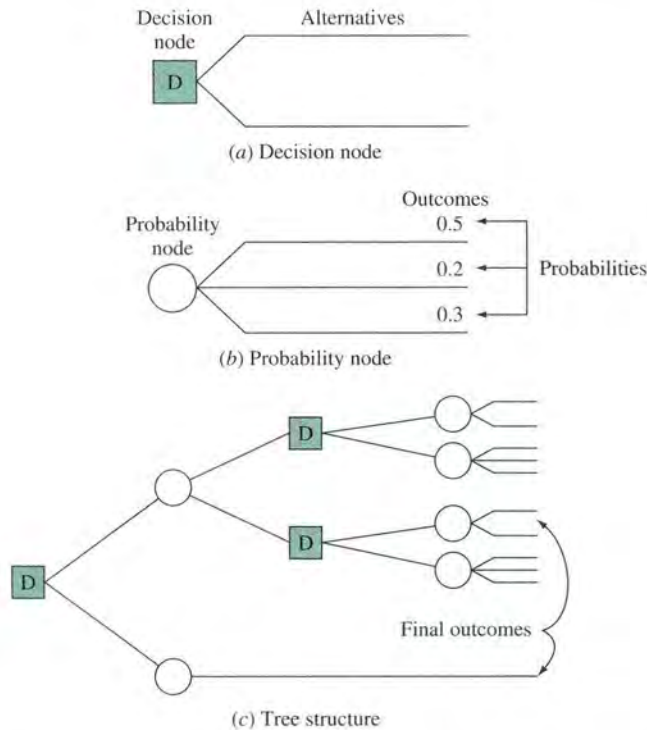 Decision
node
Alternatives
D
(a) Decision node
Outcomes
Probability
node
0.5
0.2
Probabilities
0.3
(b) Probability node
D
D
D
Final outcomes
(c) Tree structure